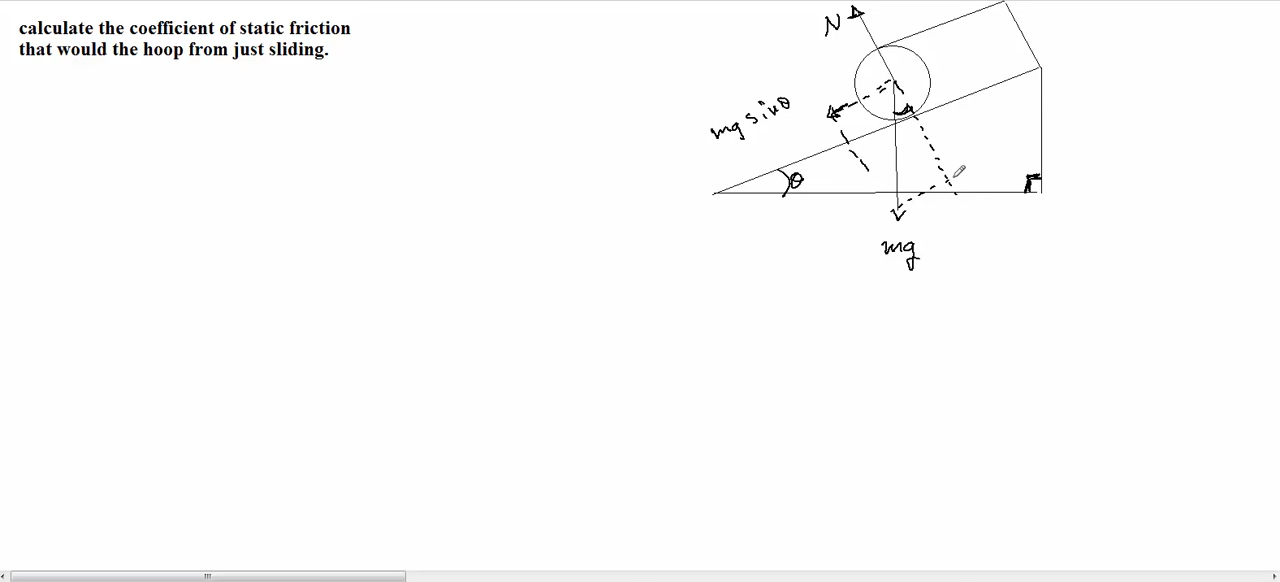 calculate the coefficient of static friction
that would the hoop from just sliding.
N
mg sinθ
θ
mg